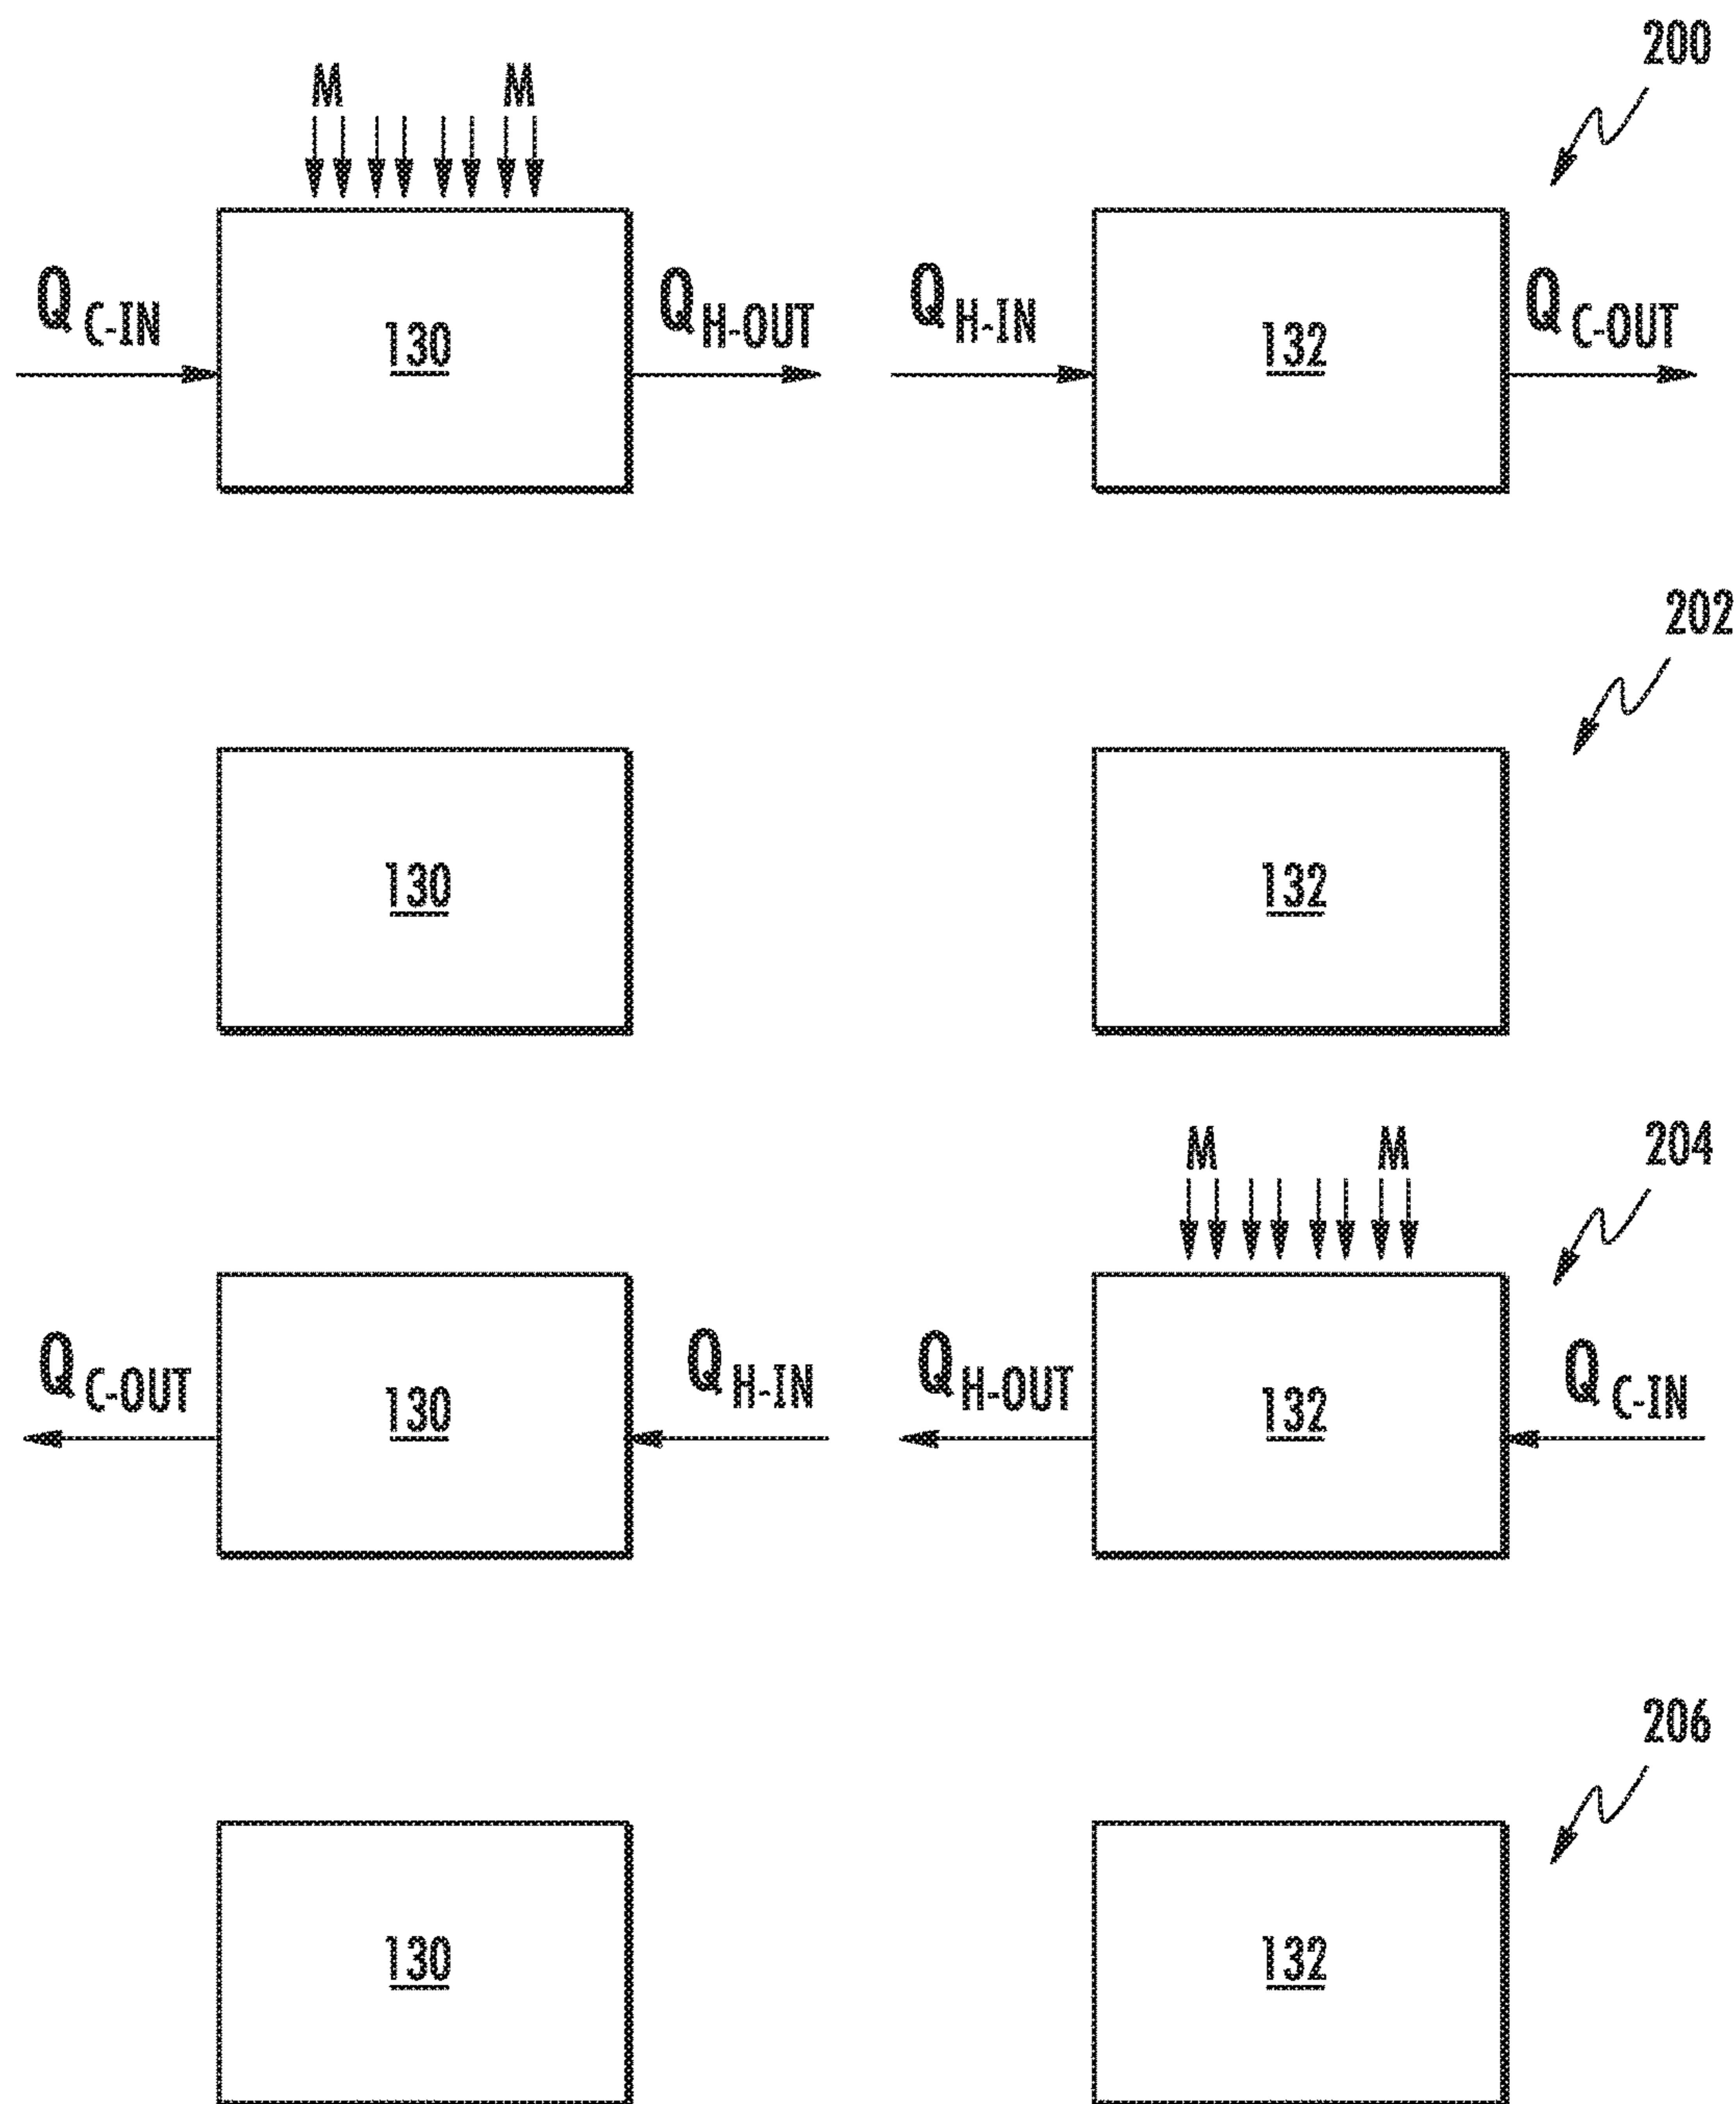 200
M M
Q C-IN 130 Q H-OUT Q H-IN 132 Q C-OUT
202
130 132
204
M M
Q C-OUT 130 Q H-IN Q H-OUT 132 Q C-IN
206
130 132